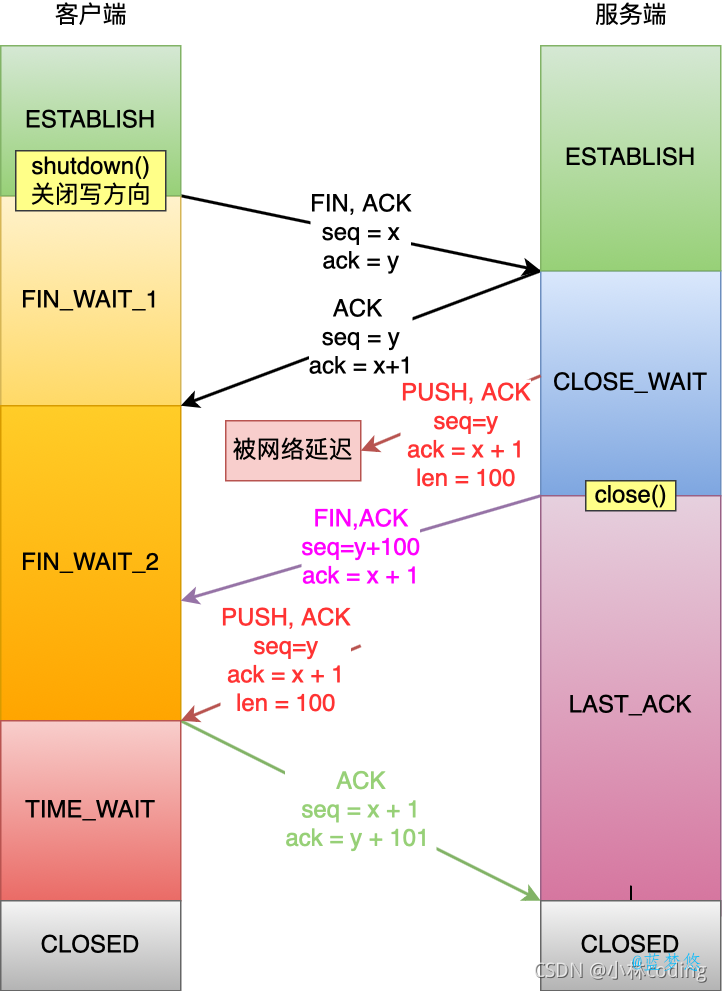 客户端
服务端
ESTABLISH
ESTABLISH
shutdown()
关闭写方向
FIN, ACK
seq = x
ack = y
FIN_WAIT_1
ACK
seq = y
ack = x+1
CLOSE_WAIT
PUSH, ACK
seq=y
ack = x + 1
len = 100
被网络延迟
close()
FIN,ACK
seq=y+100
ack = x + 1
FIN_WAIT_2
PUSH, ACK
seq=y
ack = x + 1
len = 100
LAST_ACK
TIME_WAIT
ACK
seq = x + 1
ack = y + 101
CLOSED
CLOSED
@蓝梦悠
CSDN @小林coding